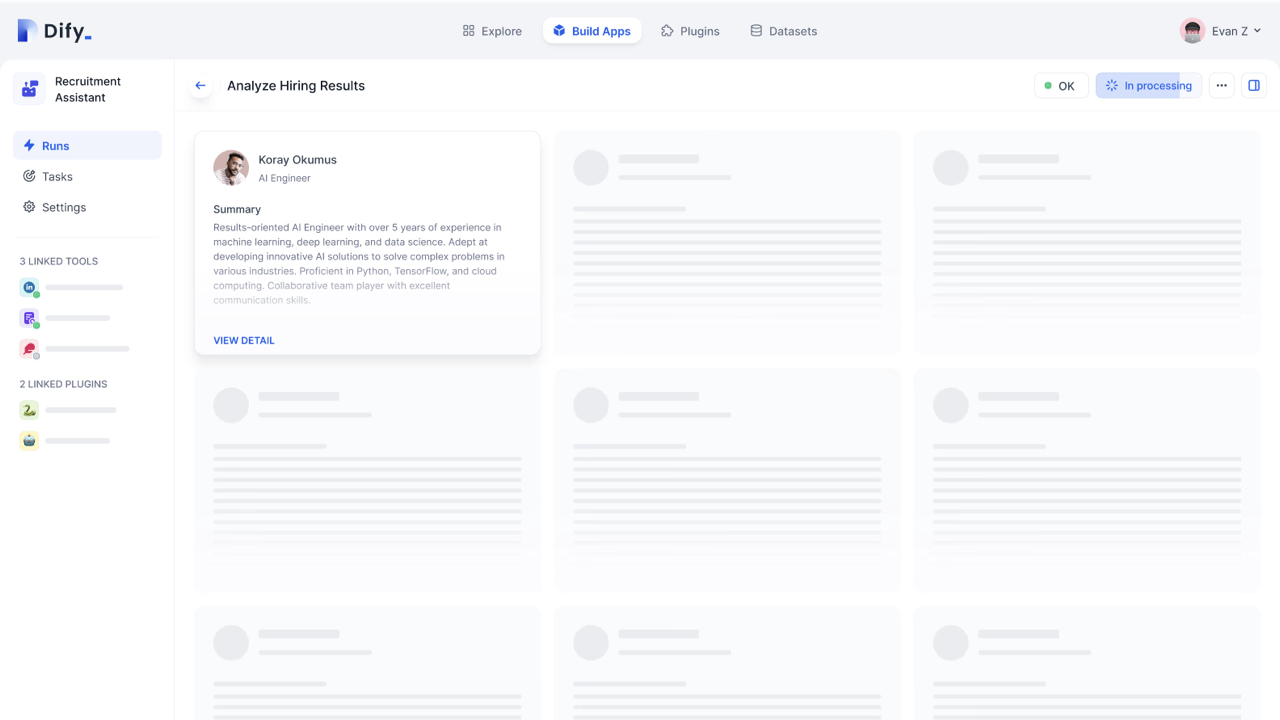 Dify_
Explore
Build Apps
Plugins
Datasets
Evan Z
Recruitment
Assistant
Runs
Tasks
Settings
3 LINKED TOOLS
in
2 LINKED PLUGINS
Analyze Hiring Results
OK
In processing
Koray Okumus
AI Engineer
Summary
Results-oriented AI Engineer with over 5 years of experience in
machine learning, deep learning, and data science. Adept at
developing innovative AI solutions to solve complex problems in
various industries. Proficient in Python, TensorFlow, and cloud
computing. Collaborative team player with excellent
communication skills.
VIEW DETAIL